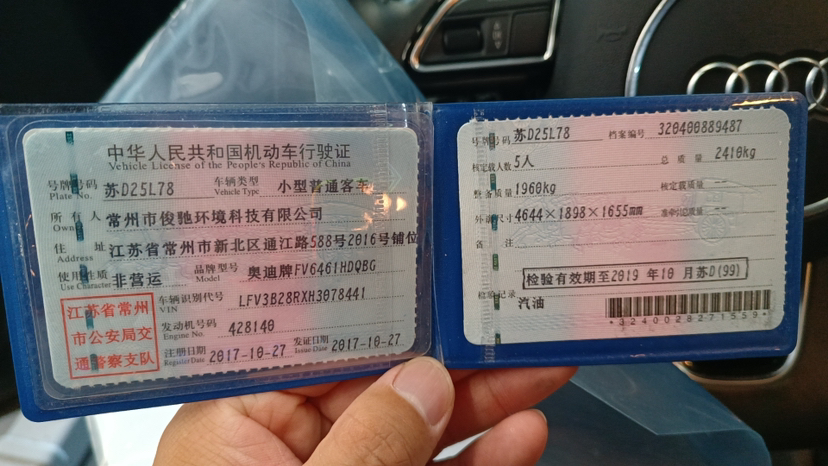 中华人民共和国机动车行驶证
Vehicle License of the People's Republic of China
号牌号码 苏D25L78 车辆类型 小型普通客车
Plate No. Vehicle Type
所有人 常州市俊驰环境科技有限公司
Owner
住址 江苏省常州市新北区通江路588号2016号铺位
Address
使用性质 非营运 品牌型号 奥迪牌FV6461HDQBG
Use Character Model
江苏省常州
市公安局交
通警察支队
车辆识别代号 LFV3B28RXH3078441
VIN
发动机号码 428140
Engine No.
注册日期 2017-10-27 发证日期 2017-10-27
Register Date Issue Date
号牌号码 苏D25L78 档案编号 320400889487
核定载人数 5人 总质量 2410kg
整备质量 1960kg 核定载质量 --
外廓尺寸 4644×1898×1655 准牵引总质量 --
备注
检验有效期至2019年10月苏D(99)
检验记录
汽油
*3240028271559*